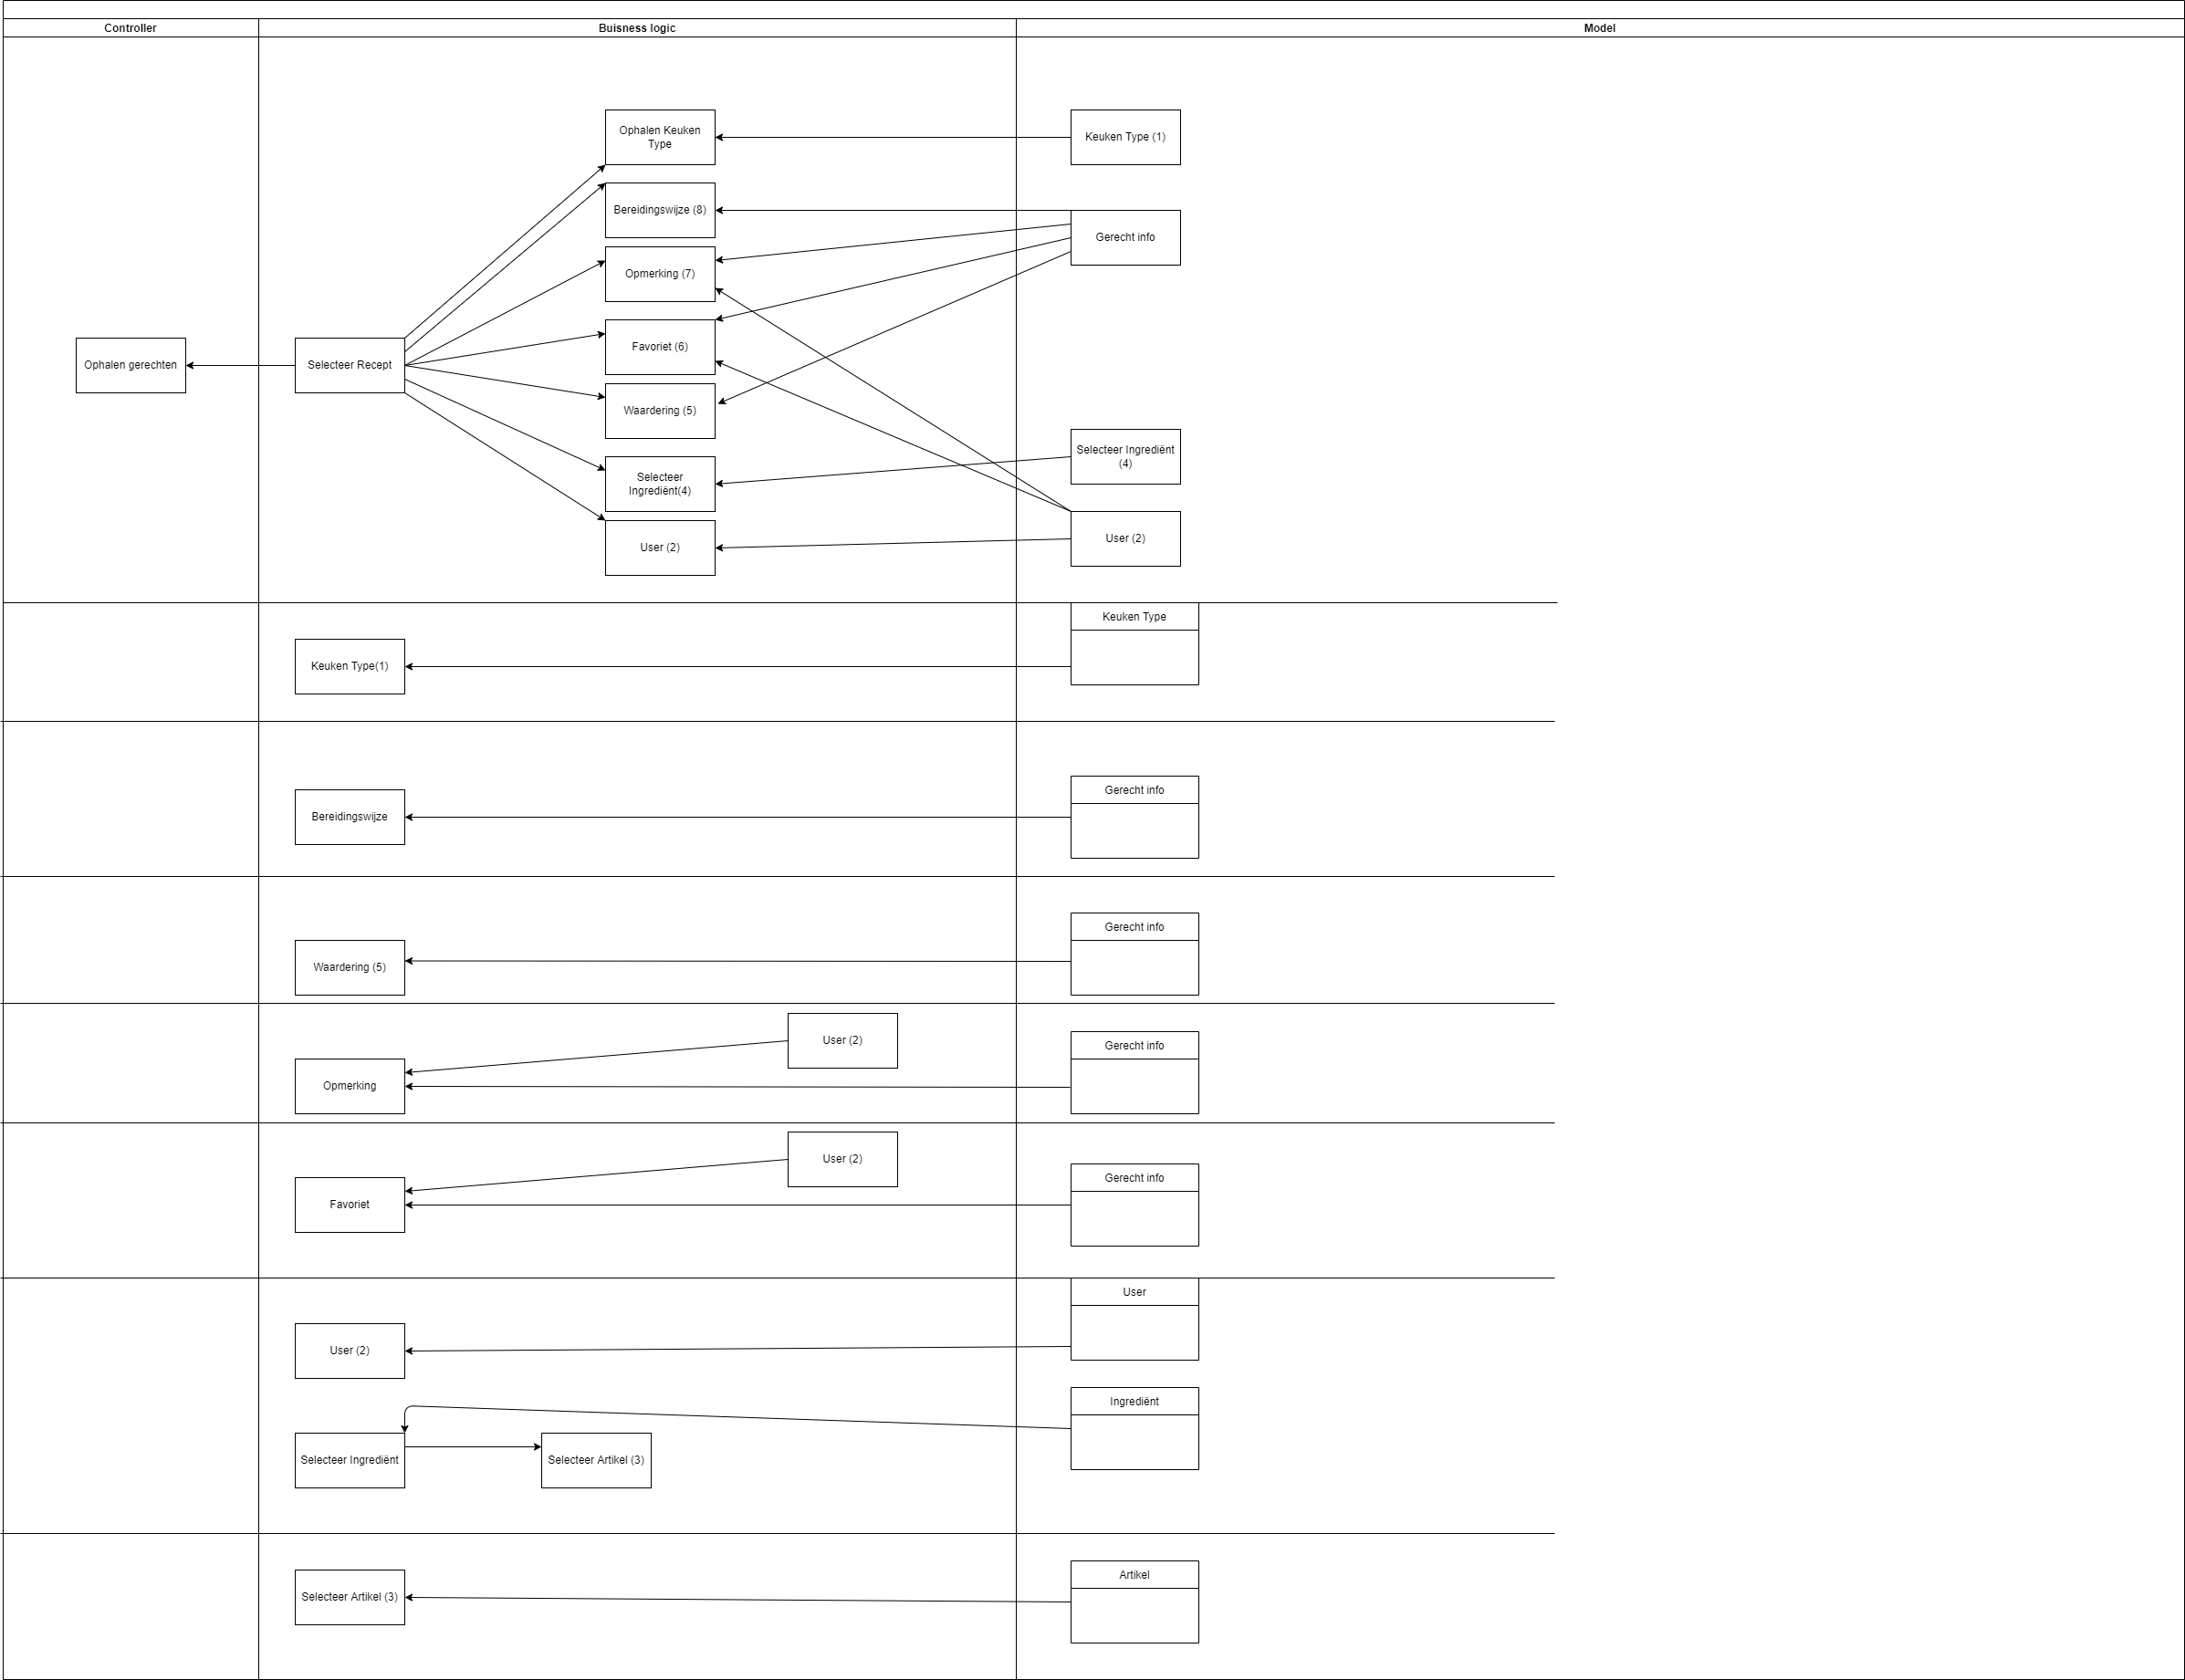 Controller
Buisness logic
Model
Ophalen Keuken
Type
Keuken Type (1)
Bereidingswijze (8)
Gerecht info
Opmerking (7)
Favoriet (6)
Ophalen gerechten
Selecteer Recept
Waardering (5)
Selecteer Ingrediënt
(4)
Selecteer
Ingrediënt(4)
User (2)
User (2)
Keuken Type
Keuken Type(1)
Gerecht info
Bereidingswijze
Gerecht info
Waardering (5)
User (2)
Gerecht info
Opmerking
User (2)
Gerecht info
Favoriet
User
User (2)
Ingrediënt
Selecteer Ingrediënt
Selecteer Artikel (3)
Artikel
Selecteer Artikel (3)